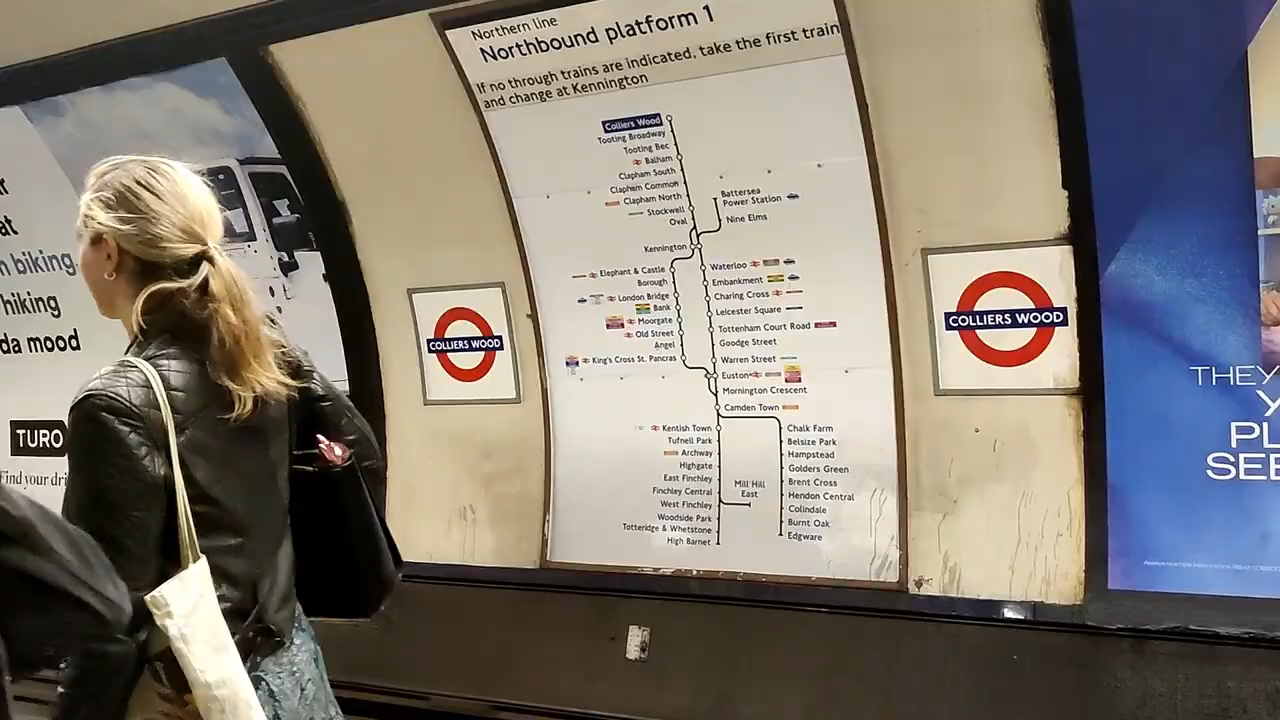 Northern line
Northbound platform 1
If no through trains are indicated, take the first train
and change at Kennington
Colliers Wood
Tooting Broadway
Tooting Bec
Balham
Clapham South
Clapham Common
Clapham North
Stockwell
Oval
Battersea
Power Station
Nine Elms
Kennington
Elephant & Castle
Borough
London Bridge
Bank
Moorgate
Old Street
Angel
King's Cross St. Pancras
Waterloo
Embankment
Charing Cross
Leicester Square
Tottenham Court Road
Goodge Street
Warren Street
Euston
Mornington Crescent
Camden Town
Kentish Town
Tufnell Park
Archway
Highgate
East Finchley
Finchley Central
West Finchley
Woodside Park
Totteridge & Whetstone
High Barnet
Mill Hill
East
Chalk Farm
Belsize Park
Hampstead
Golders Green
Brent Cross
Hendon Central
Colindale
Burnt Oak
Edgware
COLLIERS WOOD
COLLIERS WOOD
at
biking
hiking
da mood
TURO
Find your dri
THEY
Y
PL
SEE